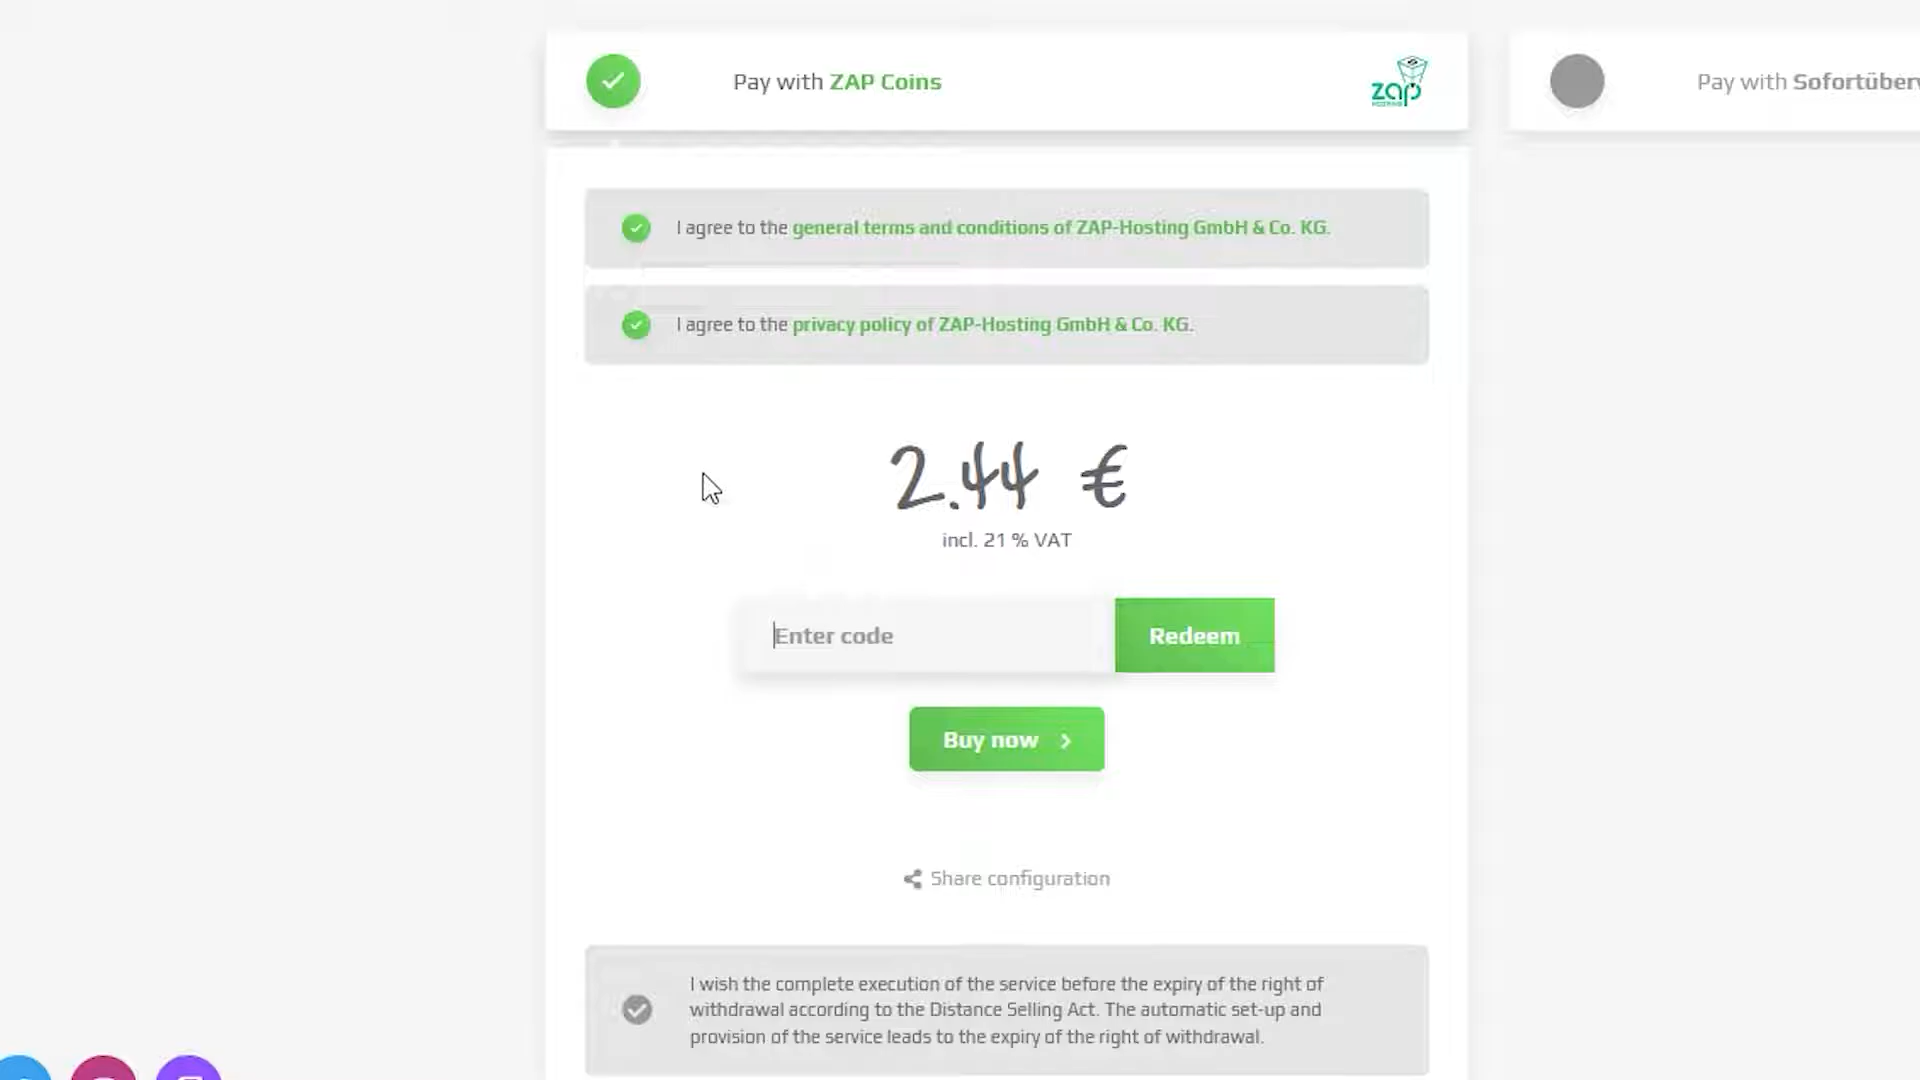 Pay with ZAP Coins
zap
HOSTING
Pay with Sofortüberv
I agree to the general terms and conditions of ZAP-Hosting GmbH & Co. KG.
I agree to the privacy policy of ZAP-Hosting GmbH & Co. KG.
2.44 €
incl. 21 % VAT
Enter code
Redeem
Buy now
Share configuration
I wish the complete execution of the service before the expiry of the right of
withdrawal according to the Distance Selling Act. The automatic set-up and
provision of the service leads to the expiry of the right of withdrawal.